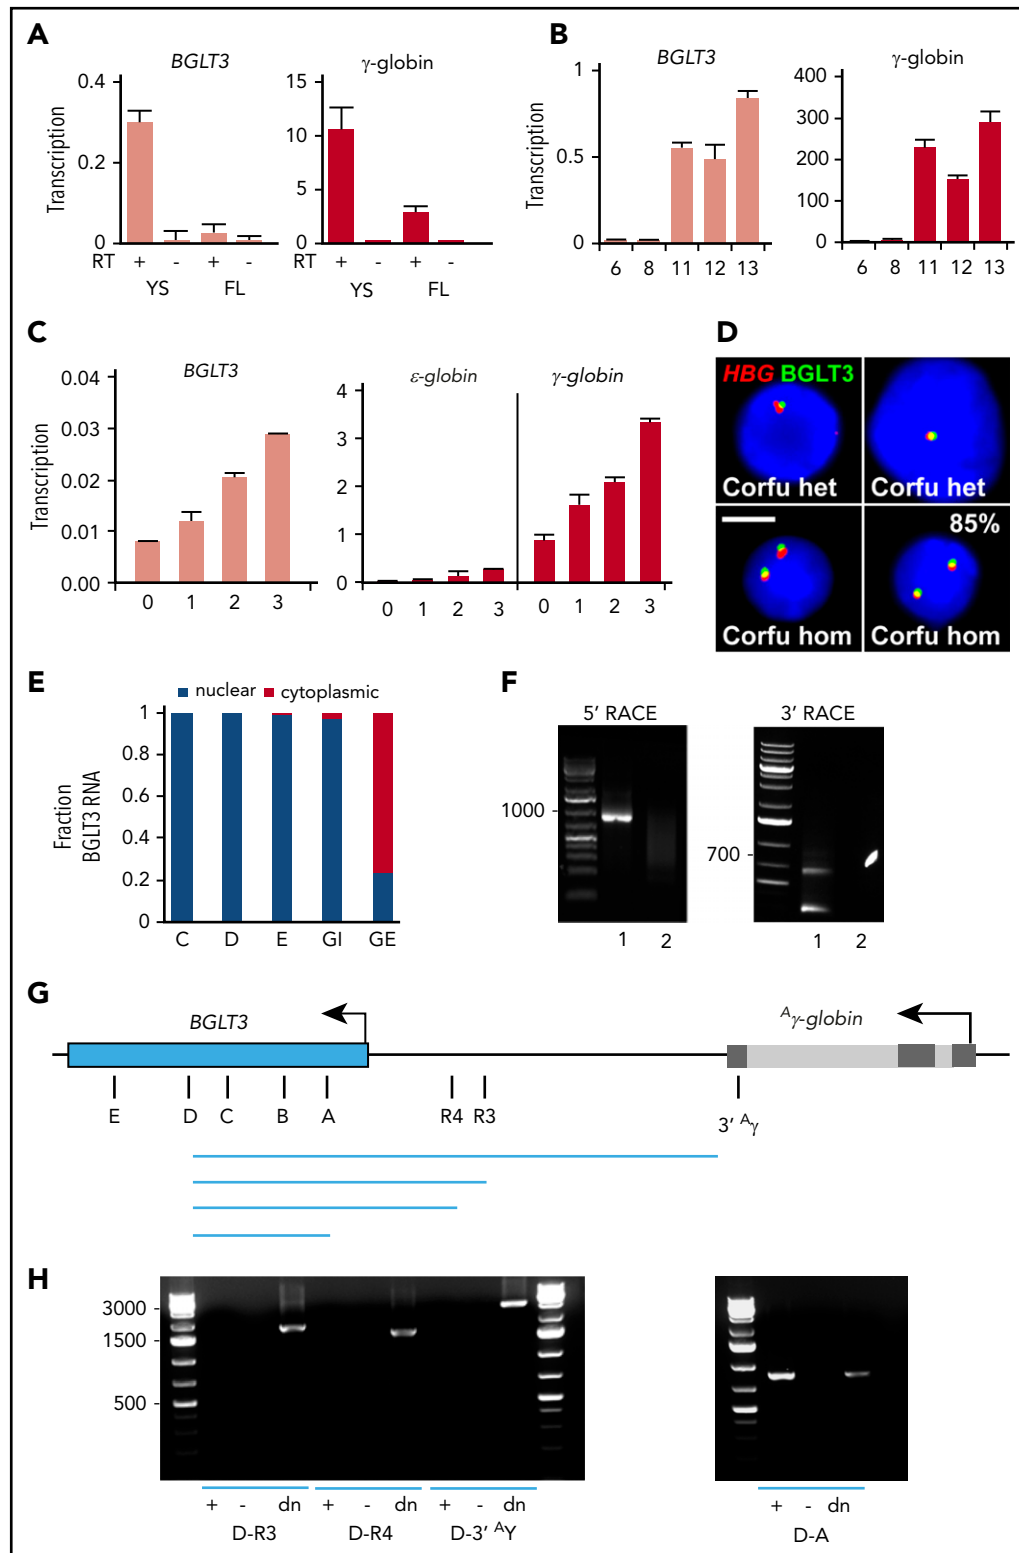 A
BGLT3
γ-globin
Transcription
0.4
0.2
0
15
10
5
0
RT + - + -
+ - + -
YS FL
YS FL
B
BGLT3
γ-globin
Transcription
1
0.5
0
400
300
200
100
0
6 8 11 12 13
6 8 11 12 13
C
BGLT3
ε-globin
γ-globin
Transcription
0.04
0.03
0.02
0.01
0.00
4
3
2
1
0
0 1 2 3
0 1 2 3
0 1 2 3
D
HBG BGLT3
Corfu het
Corfu het
85%
Corfu hom
Corfu hom
E
nuclear cytoplasmic
Fraction
BGLT3 RNA
1
0.8
0.6
0.4
0.2
0
C D E GI GE
F
5' RACE
3' RACE
1000 -
700 -
1 2
1 2
G
BGLT3
Aγ-globin
E D C B A R4 R3 3' Aγ
H
3000 -
1500 -
500 -
+ - dn + - dn + - dn
D-R3 D-R4 D-3' AY
+ - dn
D-A